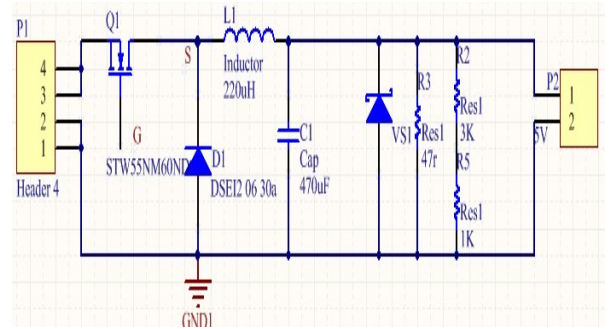 P1
4
3
2
1
Header 4
Q1
G
STW55NM60ND
S
L1
Inductor
220uH
D1
DSEI2 06 30a
C1
Cap
470uF
VS1
R3
Res1
47r
R2
Res1
3K
R5
Res1
1K
P2
1
2
5V
GND1